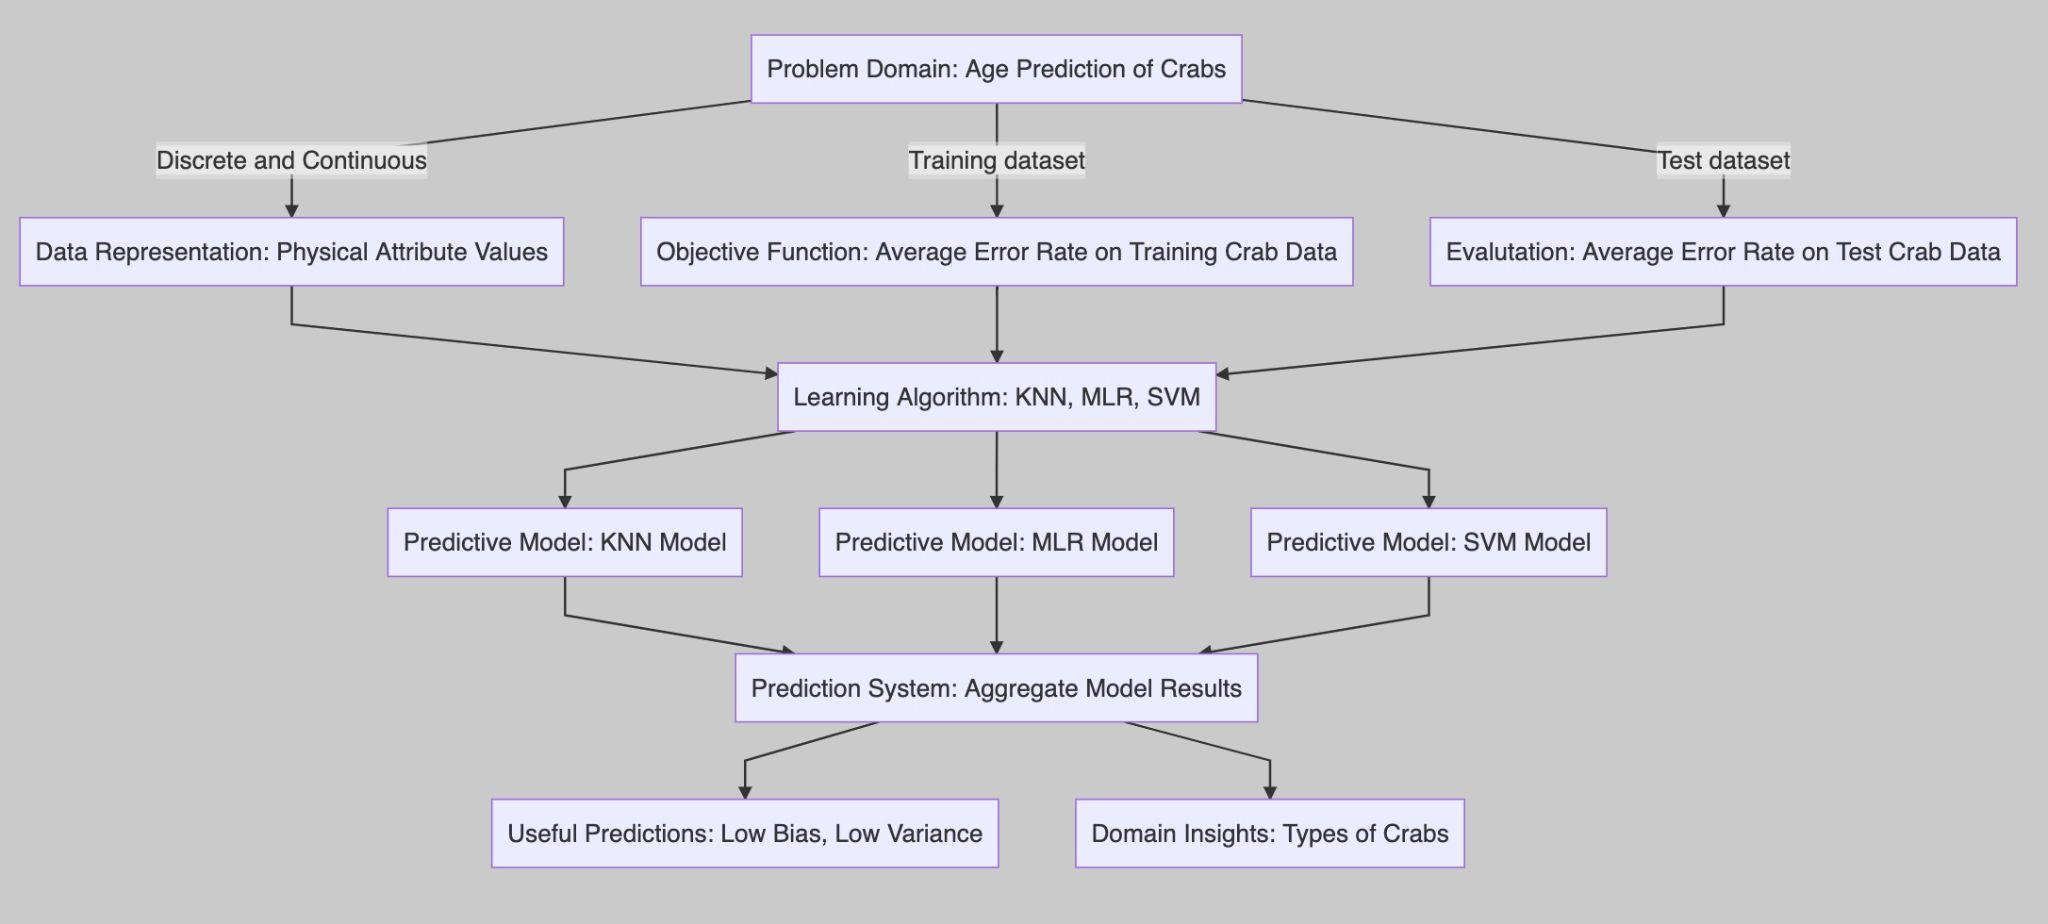 Problem Domain: Age Prediction of Crabs
Discrete and Continuous
Training dataset
Test dataset
Data Representation: Physical Attribute Values
Objective Function: Average Error Rate on Training Crab Data
Evalutation: Average Error Rate on Test Crab Data
Learning Algorithm: KNN, MLR, SVM
Predictive Model: KNN Model
Predictive Model: MLR Model
Predictive Model: SVM Model
Prediction System: Aggregate Model Results
Useful Predictions: Low Bias, Low Variance
Domain Insights: Types of Crabs